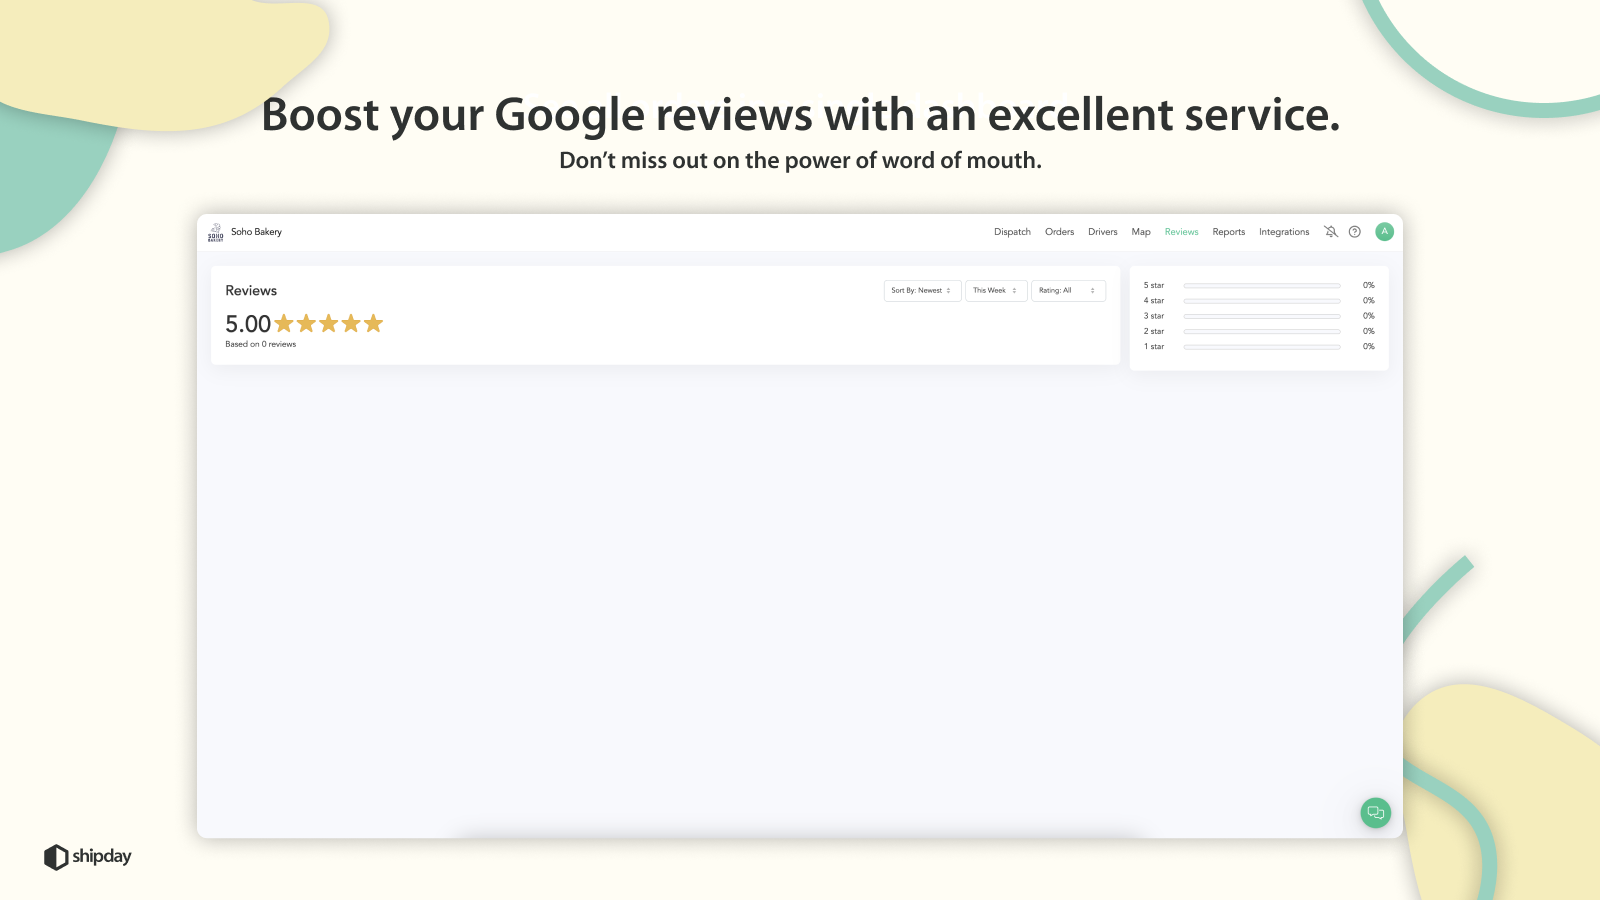 Boost your Google reviews with an excellent service.
Don’t miss out on the power of word of mouth.
SOHO
BAKERY
Soho Bakery
Dispatch
Orders
Drivers
Map
Reviews
Reports
Integrations
?
A
Reviews
Sort By: Newest
This Week
Rating: All
5.00
Based on 0 reviews
5 star 0%
4 star 0%
3 star 0%
2 star 0%
1 star 0%
shipday